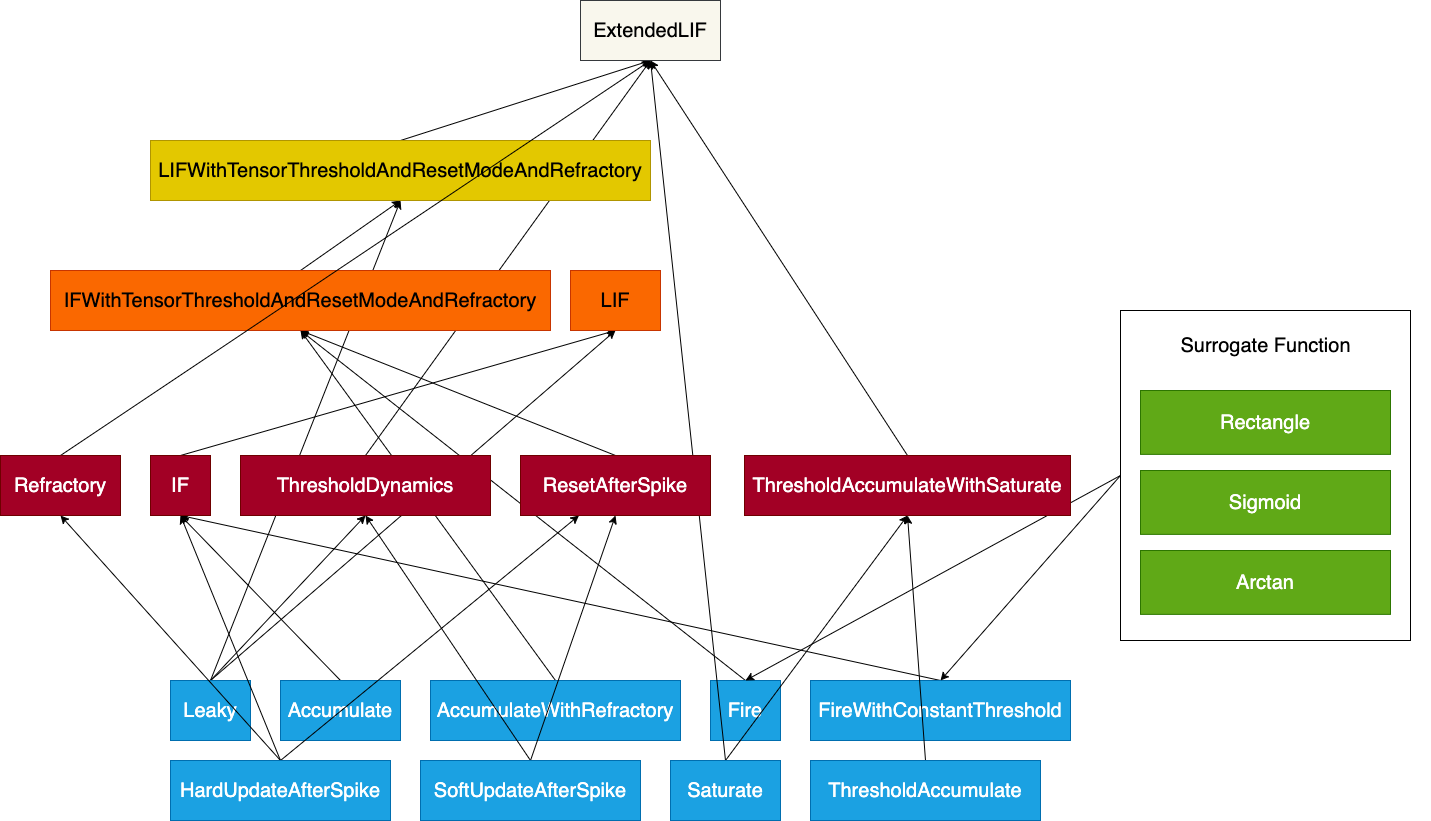 ExtendedLIF
LIFWithTensorThresholdAndResetModeAndRefractory
IFWithTensorThresholdAndResetModeAndRefractory
LIF
Surrogate Function
Rectangle
Sigmoid
Arctan
Refractory
IF
ThresholdDynamics
ResetAfterSpike
ThresholdAccumulateWithSaturate
Leaky
Accumulate
AccumulateWithRefractory
Fire
FireWithConstantThreshold
HardUpdateAfterSpike
SoftUpdateAfterSpike
Saturate
ThresholdAccumulate